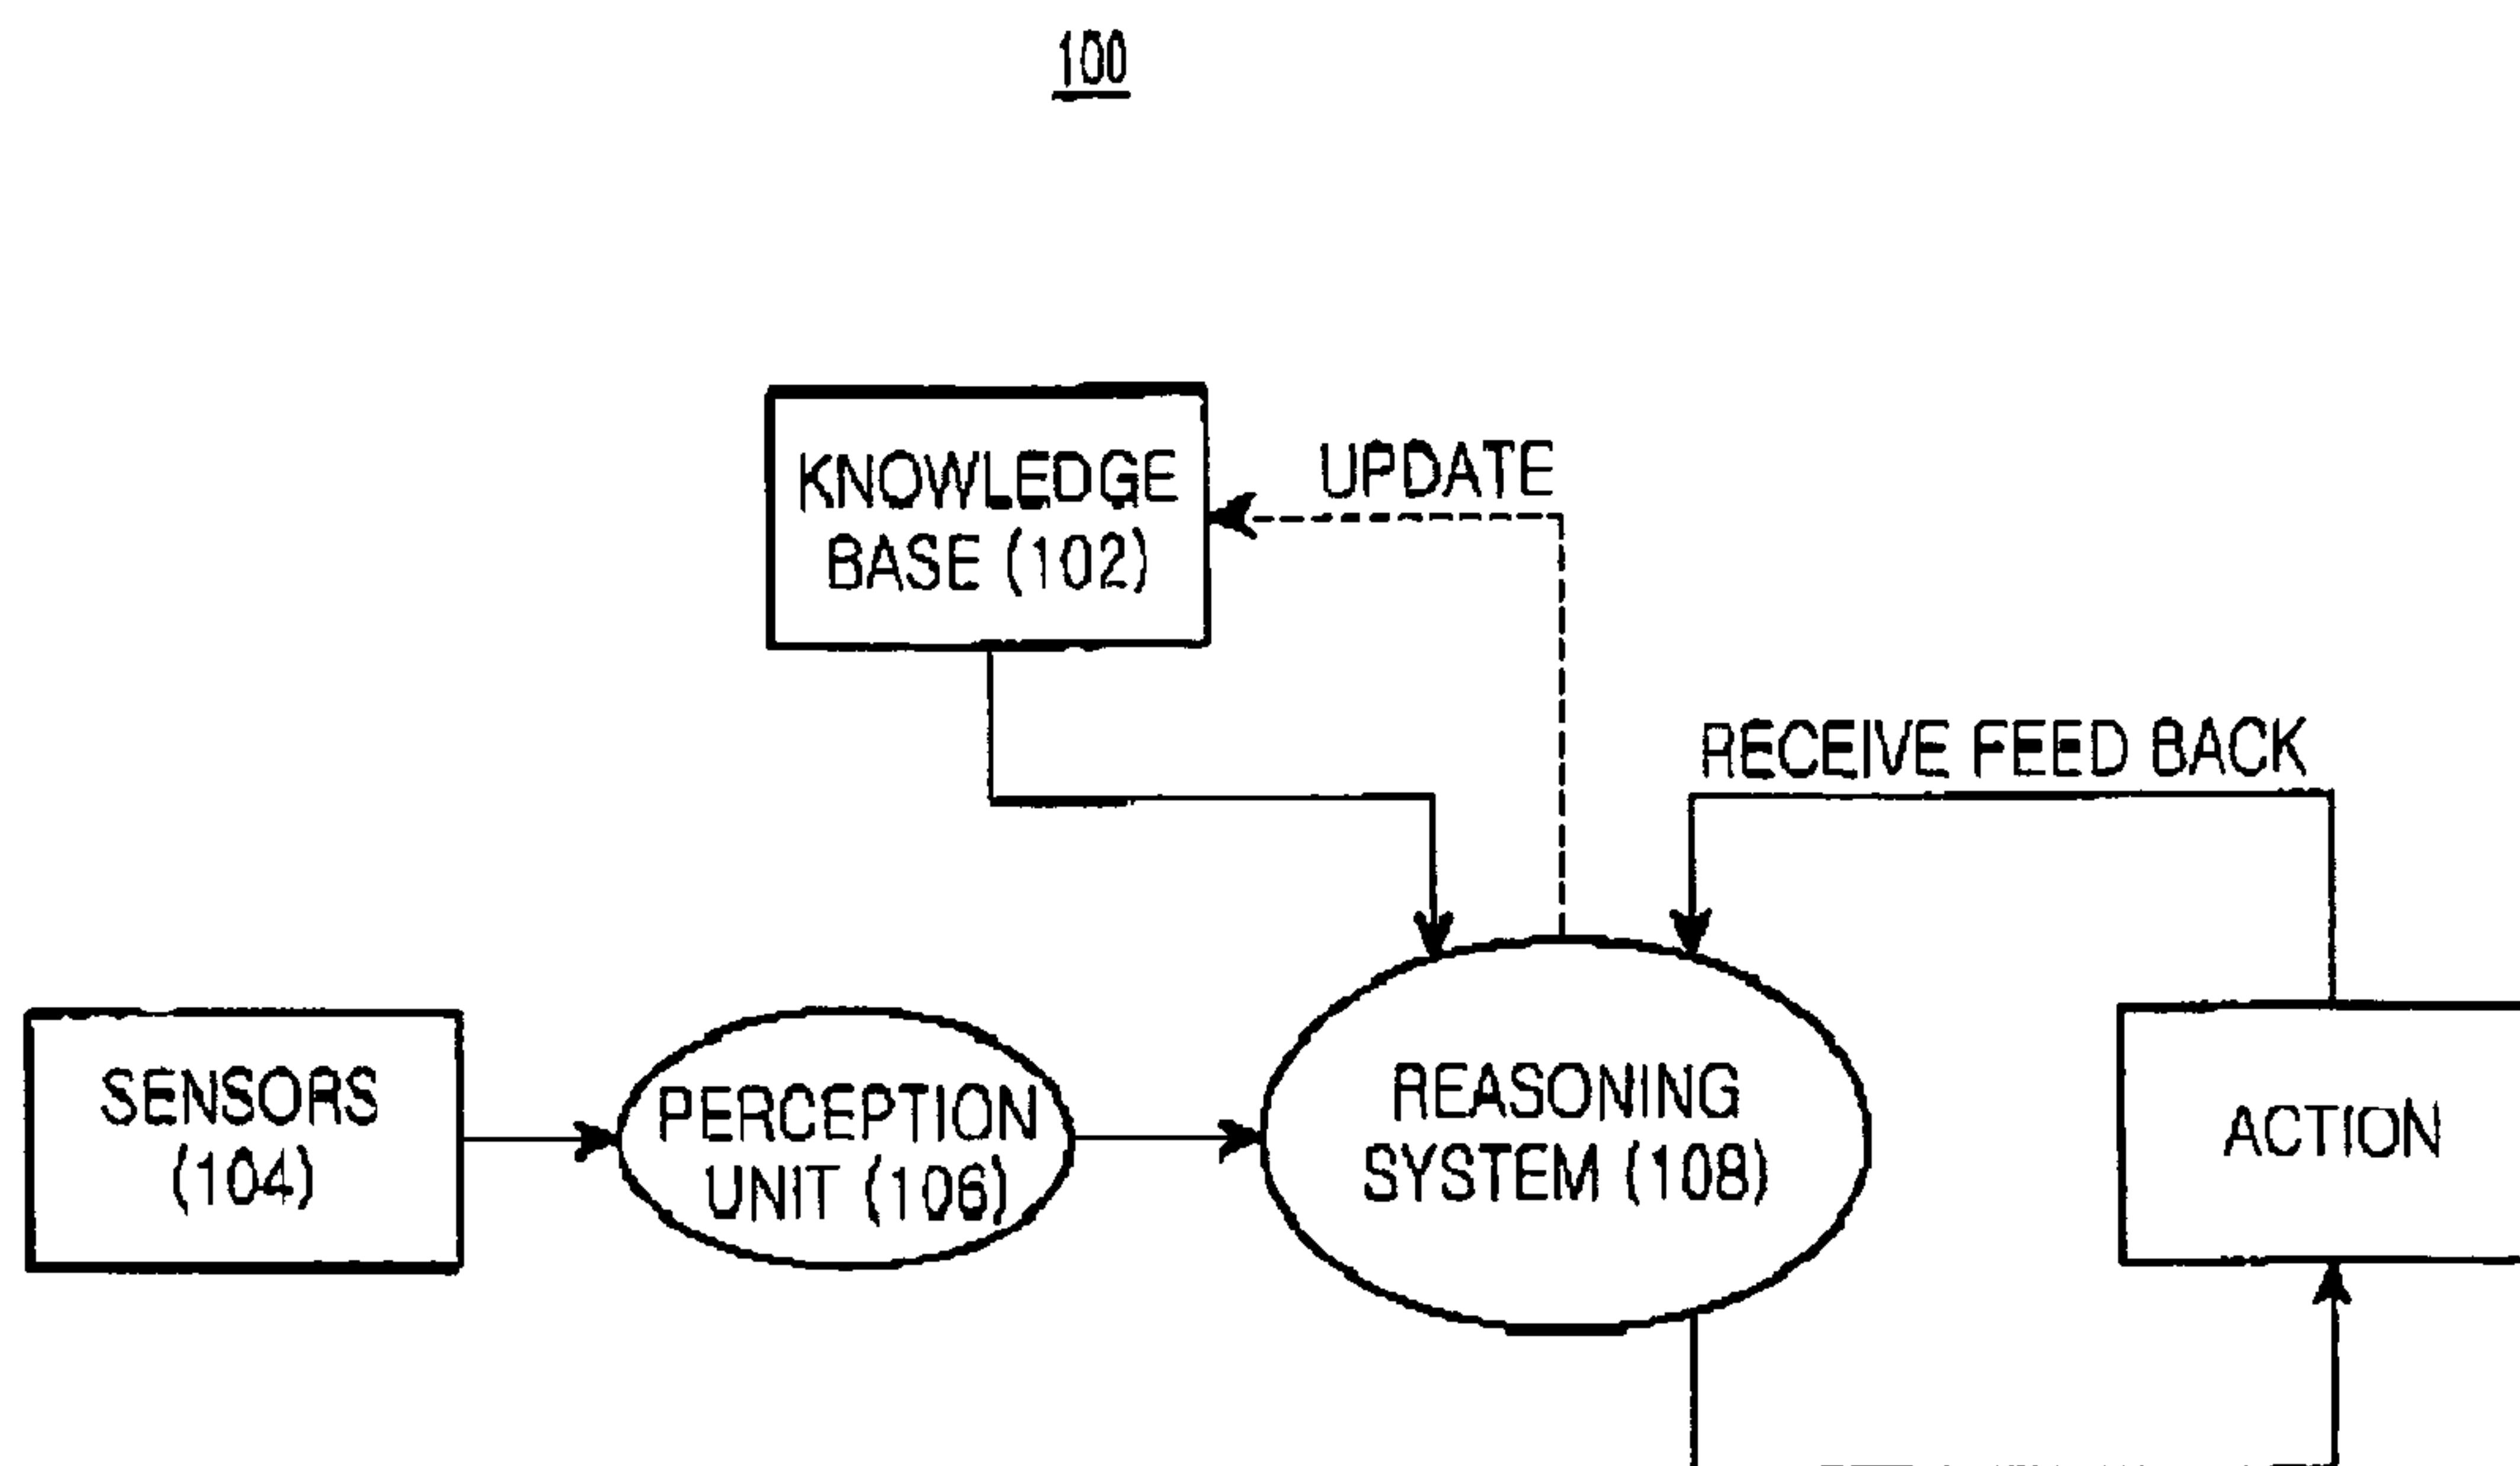 100
KNOWLEDGE
BASE (102)
UPDATE
RECEIVE FEED BACK
SENSORS
(104)
PERCEPTION
UNIT (106)
REASONING
SYSTEM (108)
ACTION